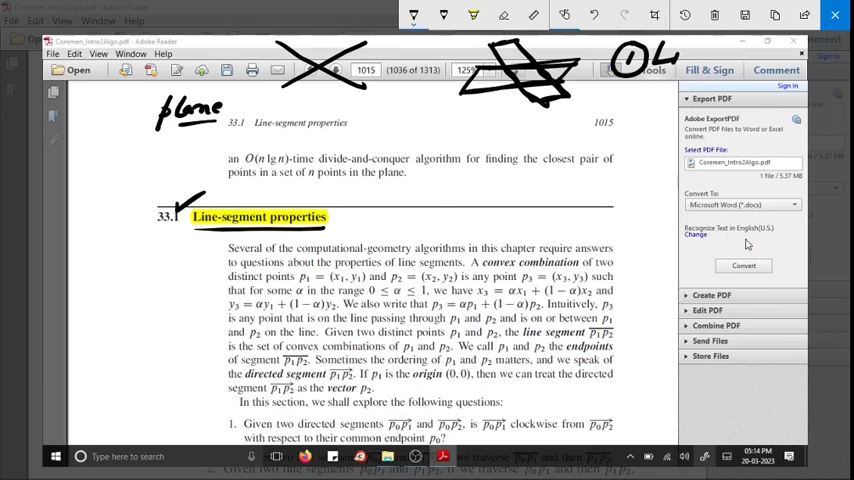 Coremen_Intro2Algo.pdf - Adobe Reader
File Edit View Window Help
Coremen_Intro2Algo.pdf - Adobe Reader
Edit View Window Help
Open 1015 (1036 of 1313) 125% Tools Fill & Sign Comment
Sign In
① L
plane
33.1 Line-segment properties 1015
an O(n lg n)-time divide-and-conquer algorithm for finding the closest pair of
points in a set of n points in the plane.
33.1 Line-segment properties
Several of the computational-geometry algorithms in this chapter require answers
to questions about the properties of line segments. A convex combination of two
distinct points p₁ = (x₁, y₁) and p₂ = (x₂, y₂) is any point p₃ = (x₃, y₃) such
that for some α in the range 0 ≤ α ≤ 1, we have x₃ = αx₁ + (1 − α)x₂ and
y₃ = αy₁ + (1 − α)y₂. We also write that p₃ = αp₁ + (1 − α)p₂. Intuitively, p₃
is any point that is on the line passing through p₁ and p₂ and is on or between p₁
and p₂ on the line. Given two distinct points p₁ and p₂, the line segment p₁p₂
is the set of convex combinations of p₁ and p₂. We call p₁ and p₂ the endpoints
of segment p₁p₂. Sometimes the ordering of p₁ and p₂ matters, and we speak of
the directed segment p₁p₂. If p₁ is the origin (0, 0), then we can treat the directed
segment p₁p₂ as the vector p₂.
In this section, we shall explore the following questions:
1. Given two directed segments p₀p₁ and p₀p₂, is p₀p₁ clockwise from p₀p₂
with respect to their common endpoint p₀?
Export PDF
Adobe ExportPDF
Convert PDF files to Word or Excel
online.
Select PDF File:
Coremen_Intro2Algo.pdf
1 file / 5.37 MB
Convert To:
Microsoft Word (*.docx)
Recognize Text in English(U.S.)
Change
Convert
Create PDF
Edit PDF
Combine PDF
Send Files
Store Files
Type here to search
05:14 PM
20-03-2023